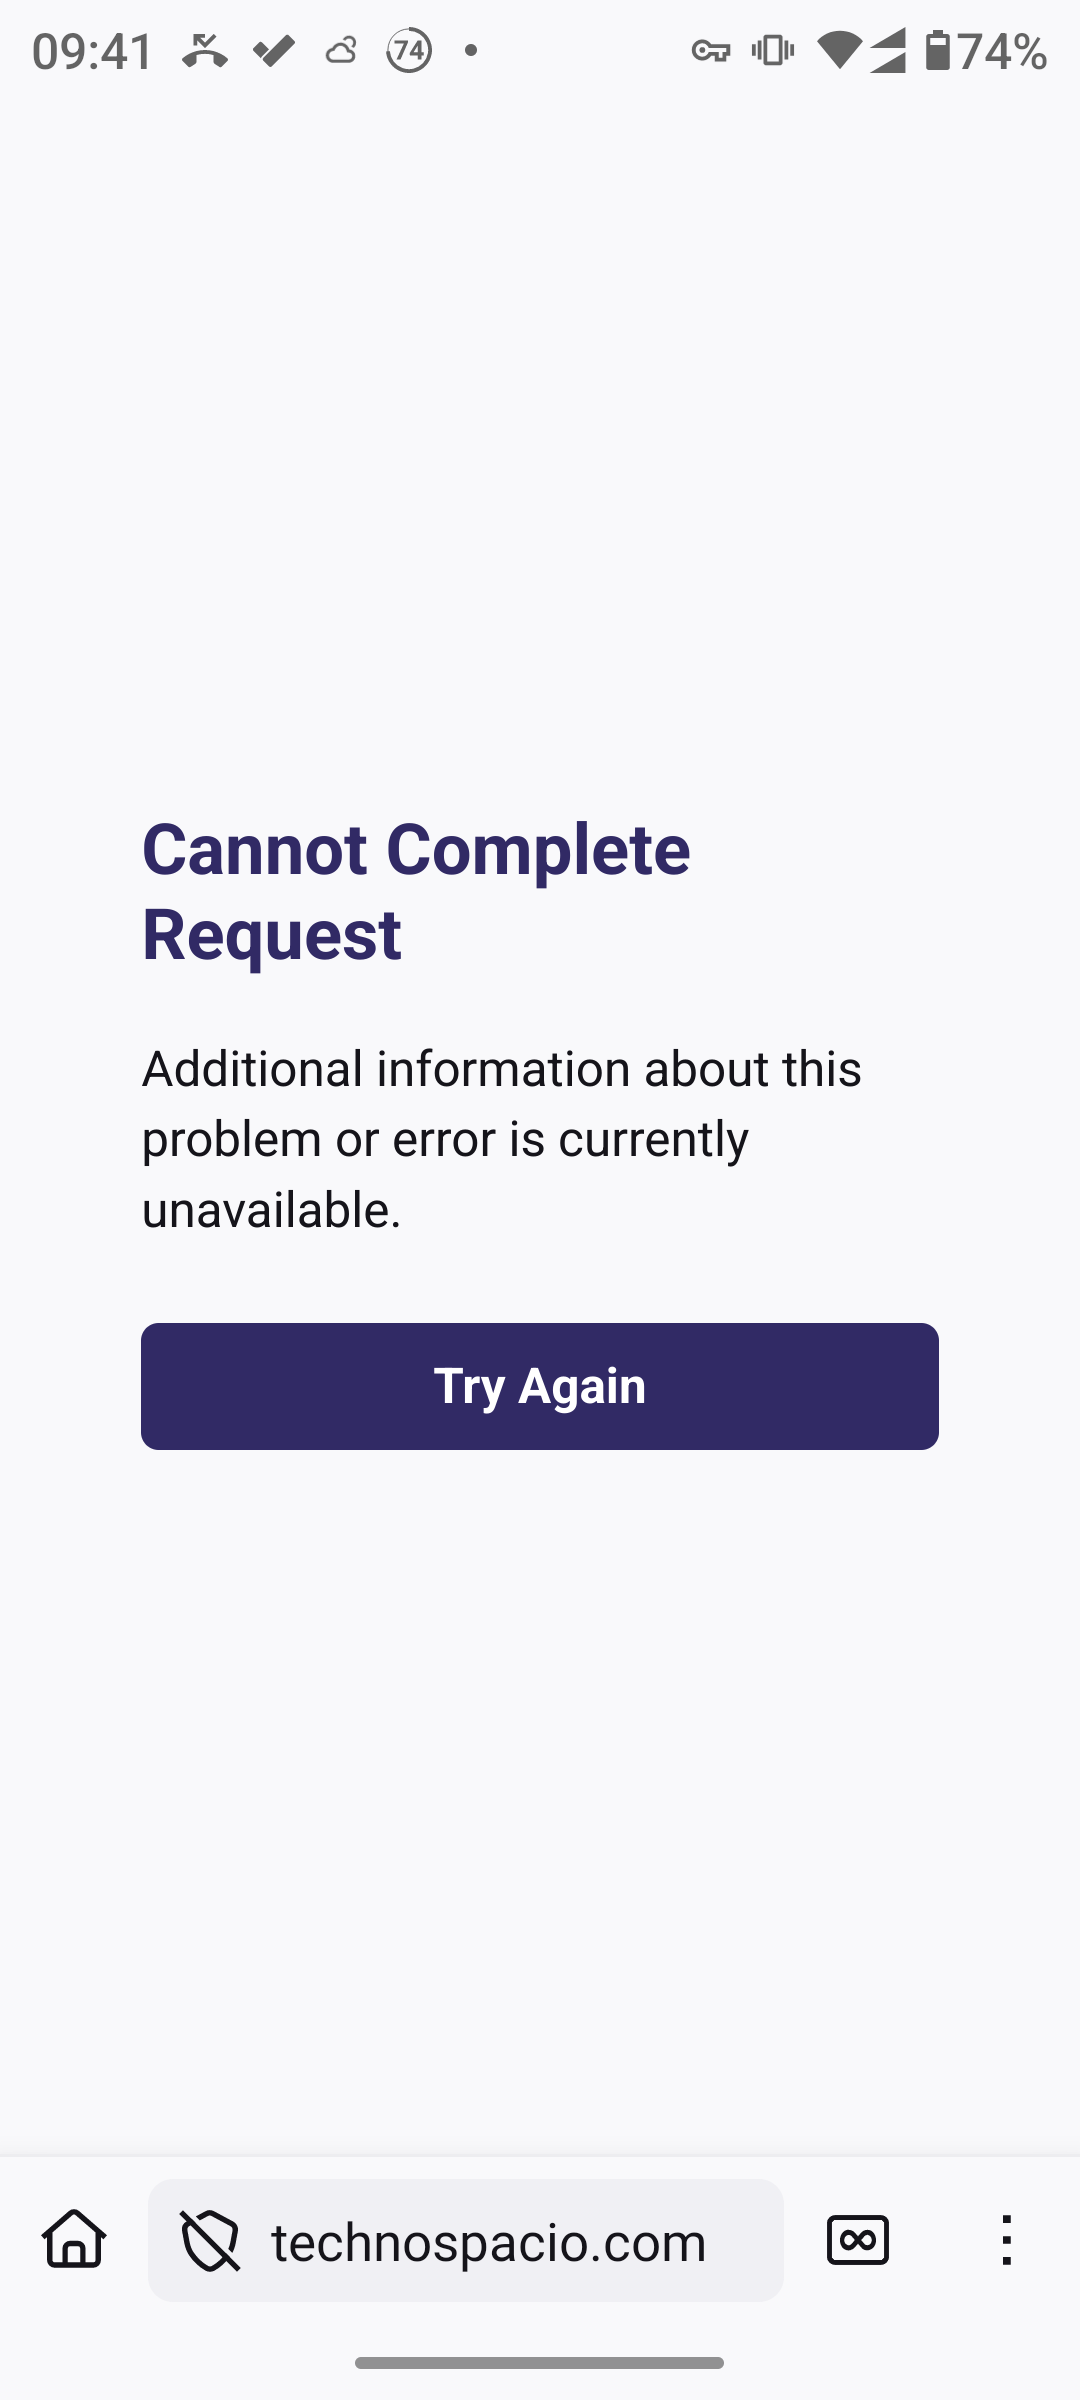 09:41 74 74%
Cannot Complete
Request
Additional information about this
problem or error is currently
unavailable.
Try Again
technospacio.com